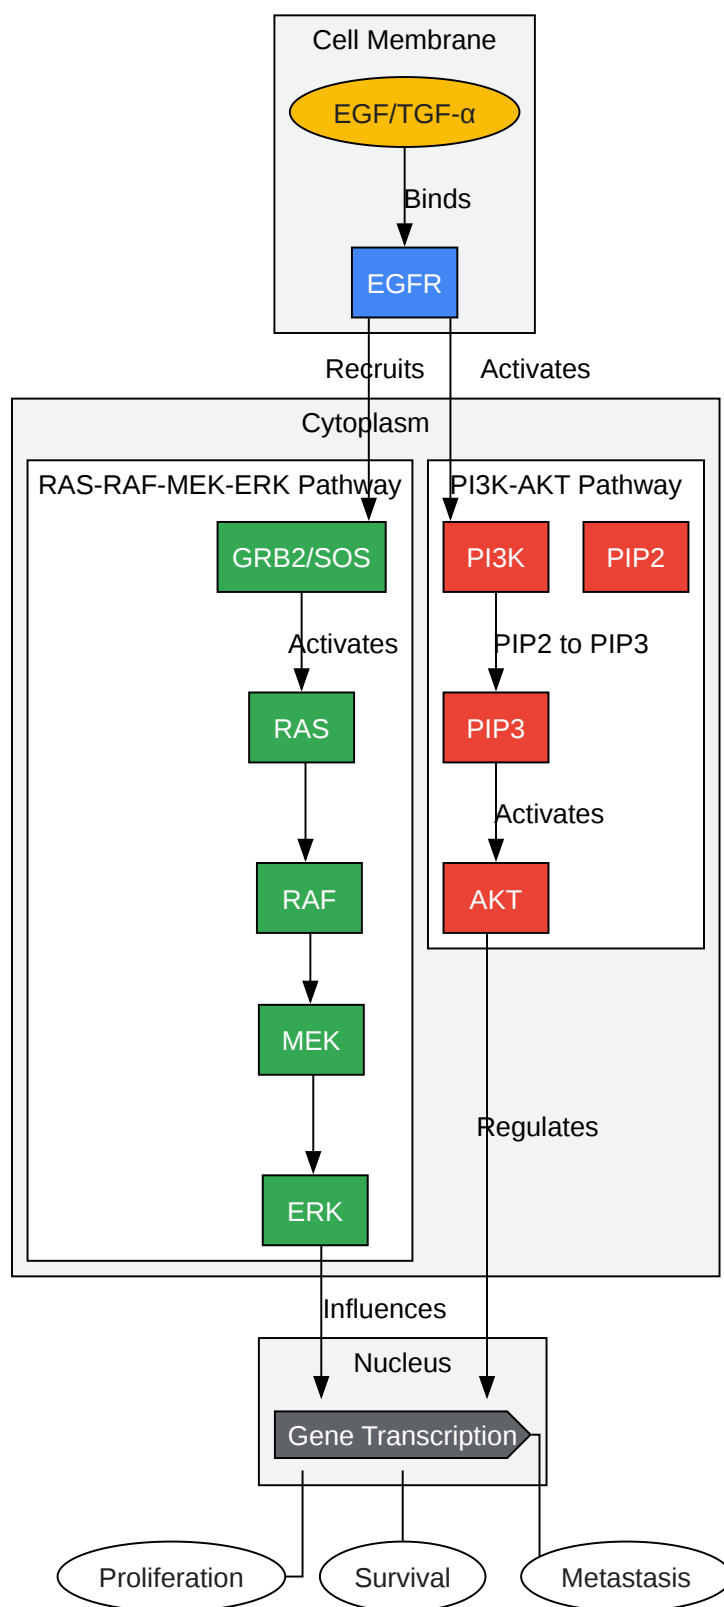 Cell Membrane
EGF/TGF-α
Binds
EGFR
Recruits
Activates
Cytoplasm
RAS-RAF-MEK-ERK Pathway
PI3K-AKT Pathway
GRB2/SOS
PI3K
PIP2
Activates
PIP2 to PIP3
RAS
PIP3
Activates
RAF
AKT
MEK
Regulates
ERK
Influences
Nucleus
Gene Transcription
Proliferation
Survival
Metastasis